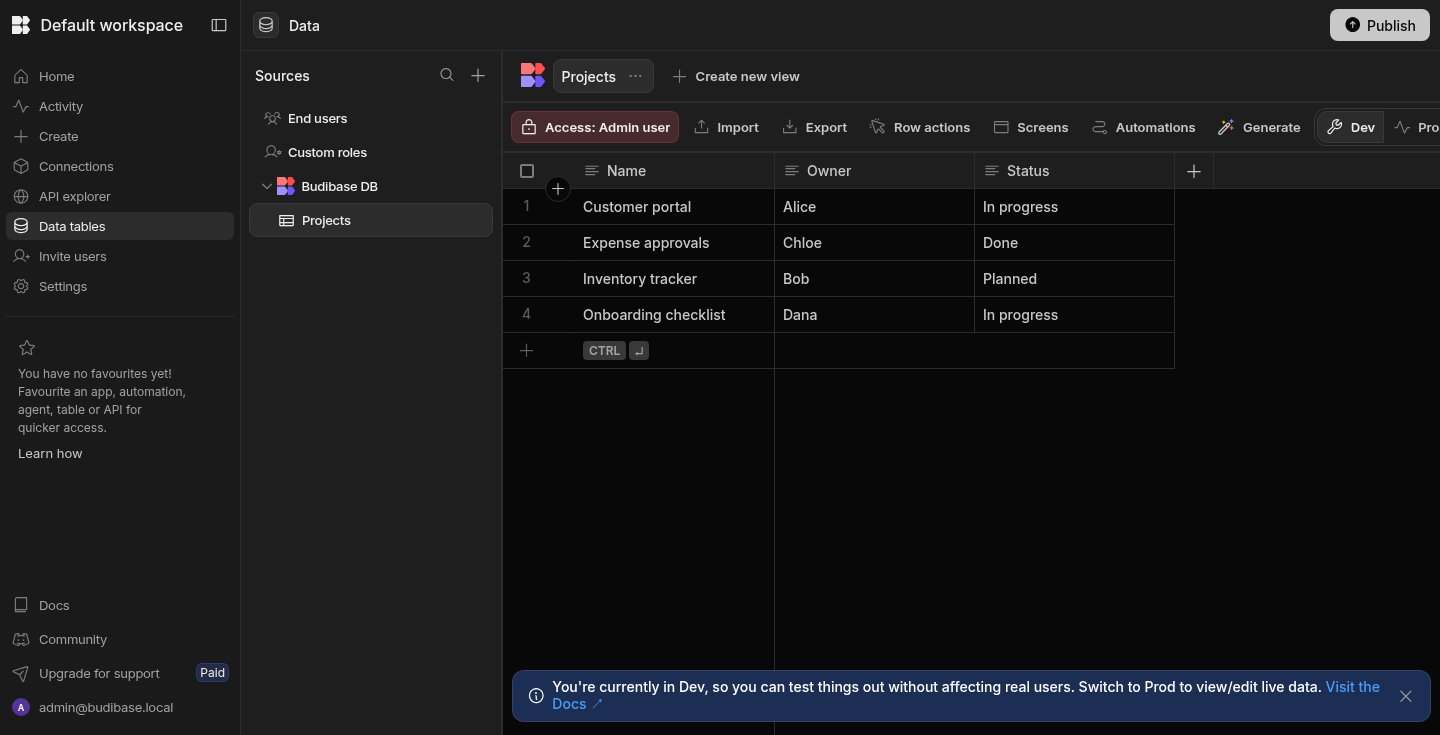 Default workspace
Data
Publish
Home
Activity
Create
Connections
API explorer
Data tables
Invite users
Settings
You have no favourites yet!
Favourite an app, automation,
agent, table or API for
quicker access.
Learn how
Docs
Community
Upgrade for support Paid
A admin@budibase.local
Sources
End users
Custom roles
Budibase DB
Projects
Projects Create new view
Access: Admin user Import Export Row actions Screens Automations Generate Dev Pro
Name Owner Status
1 Customer portal Alice In progress
2 Expense approvals Chloe Done
3 Inventory tracker Bob Planned
4 Onboarding checklist Dana In progress
CTRL
You're currently in Dev, so you can test things out without affecting real users. Switch to Prod to view/edit live data. Visit the
Docs ↗